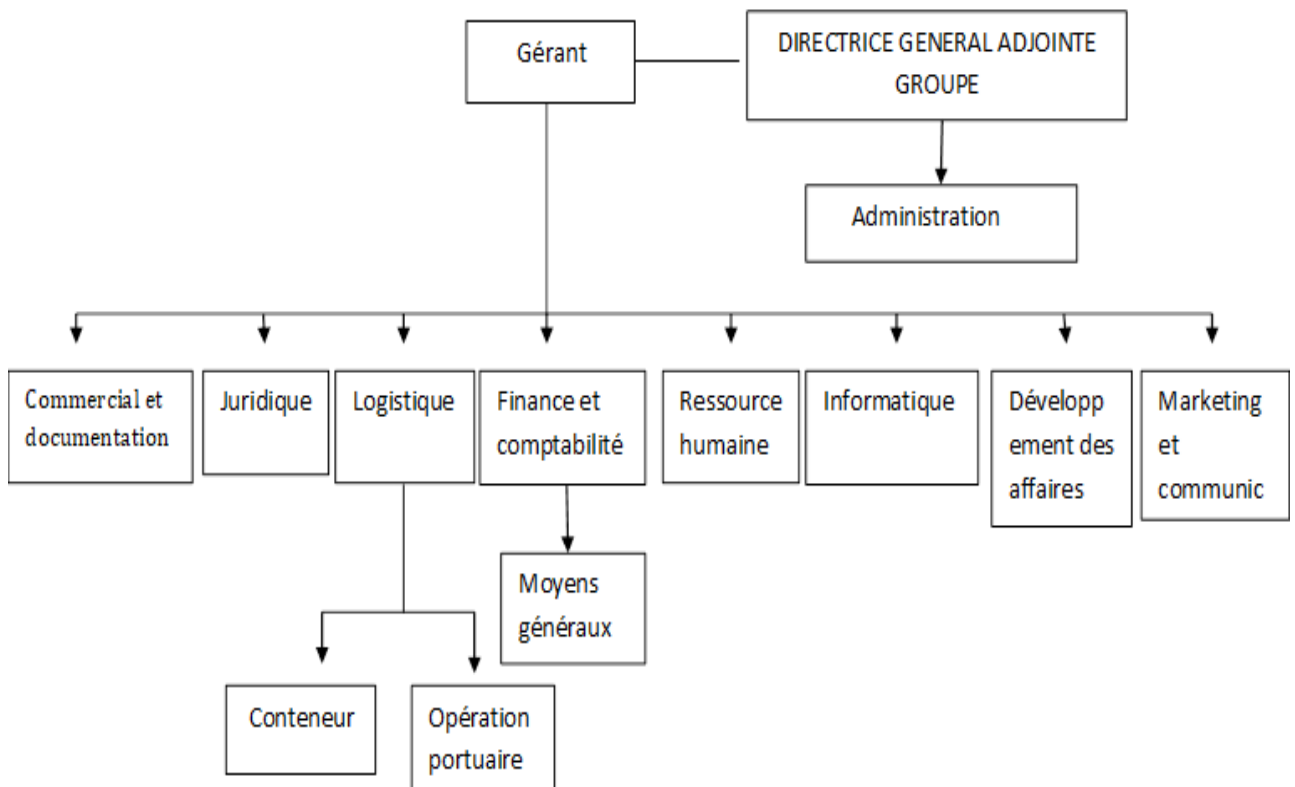 Gérant
DIRECTRICE GENERAL ADJOINTE
GROUPE
Administration
Commercial et
documentation
Juridique
Logistique
Finance et
comptabilité
Ressource
humaine
Informatique
Développ
ement des
affaires
Marketing
et
communic
Moyens
généraux
Conteneur
Opération
portuaire